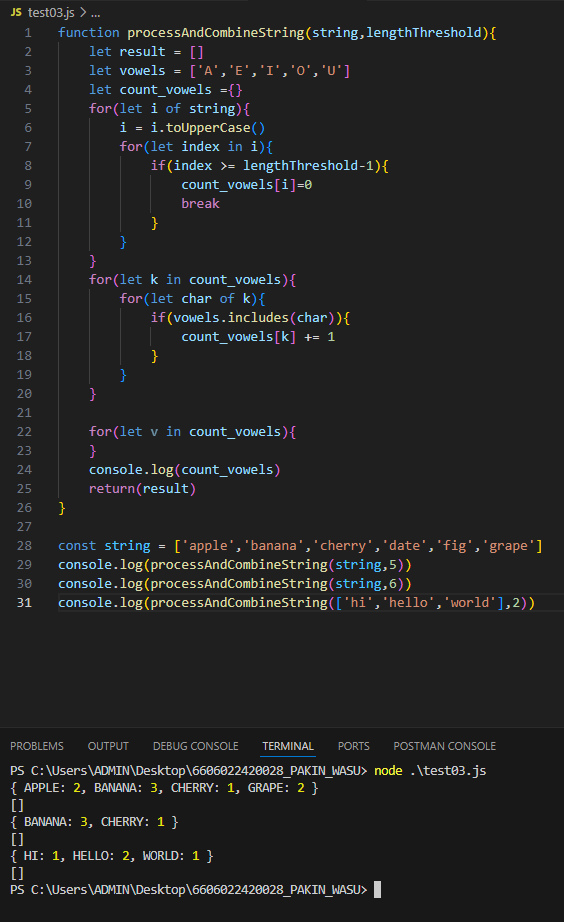 JS test03.js > ...
1 function processAndCombineString(string,lengthThreshold){
2     let result = []
3     let vowels = ['A','E','I','O','U']
4     let count_vowels ={}
5     for(let i of string){
6         i = i.toUpperCase()
7         for(let index in i){
8             if(index >= lengthThreshold-1){
9                 count_vowels[i]=0
10                 break
11             }
12         }
13     }
14     for(let k in count_vowels){
15         for(let char of k){
16             if(vowels.includes(char)){
17                 count_vowels[k] += 1
18             }
19         }
20     }
21
22     for(let v in count_vowels){
23     }
24     console.log(count_vowels)
25     return(result)
26 }
27
28 const string = ['apple','banana','cherry','date','fig','grape']
29 console.log(processAndCombineString(string,5))
30 console.log(processAndCombineString(string,6))
31 console.log(processAndCombineString(['hi','hello','world'],2))
PROBLEMS OUTPUT DEBUG CONSOLE TERMINAL PORTS POSTMAN CONSOLE
PS C:\Users\ADMIN\Desktop\6606022420028_PAKIN_WASU> node .\test03.js
{ APPLE: 2, BANANA: 3, CHERRY: 1, GRAPE: 2 }
[]
{ BANANA: 3, CHERRY: 1 }
[]
{ HI: 1, HELLO: 2, WORLD: 1 }
[]
PS C:\Users\ADMIN\Desktop\6606022420028_PAKIN_WASU>